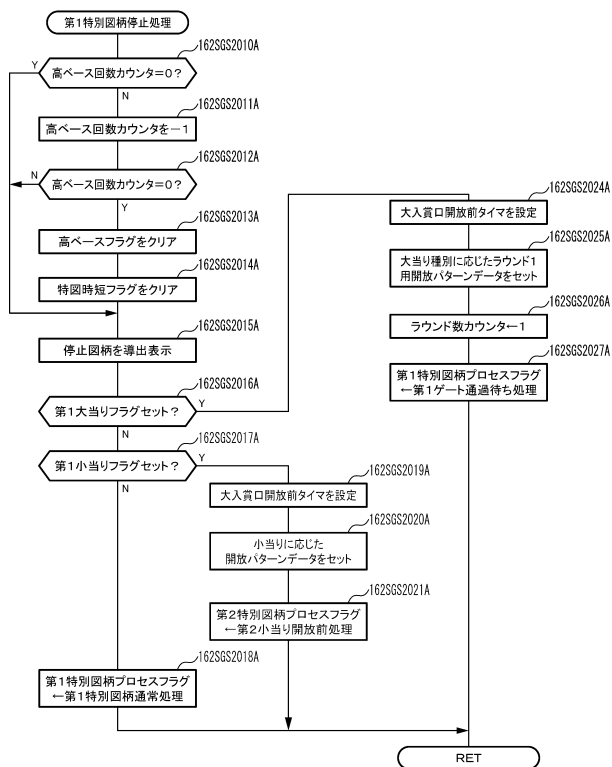 第1特別図柄停止処理
162SGS2010A
Y
高ベース回数カウンタ=0?
N
162SGS2011A
高ベース回数カウンタを－1
162SGS2012A
N
高ベース回数カウンタ=0?
Y
162SGS2013A
高ベースフラグをクリア
162SGS2014A
特図時短フラグをクリア
162SGS2015A
停止図柄を導出表示
162SGS2016A
第1大当りフラグセット?
Y
N
162SGS2017A
第1小当りフラグセット?
Y
N
162SGS2018A
第1特別図柄プロセスフラグ
←第1特別図柄通常処理
162SGS2019A
大入賞口開放前タイマを設定
162SGS2020A
小当りに応じた
開放パターンデータをセット
162SGS2021A
第2特別図柄プロセスフラグ
←第2小当り開放前処理
162SGS2024A
大入賞口開放前タイマを設定
162SGS2025A
大当り種別に応じたラウンド1
用開放パターンデータをセット
162SGS2026A
ラウンド数カウンタ←1
162SGS2027A
第1特別図柄プロセスフラグ
←第1ゲート通過待ち処理
RET